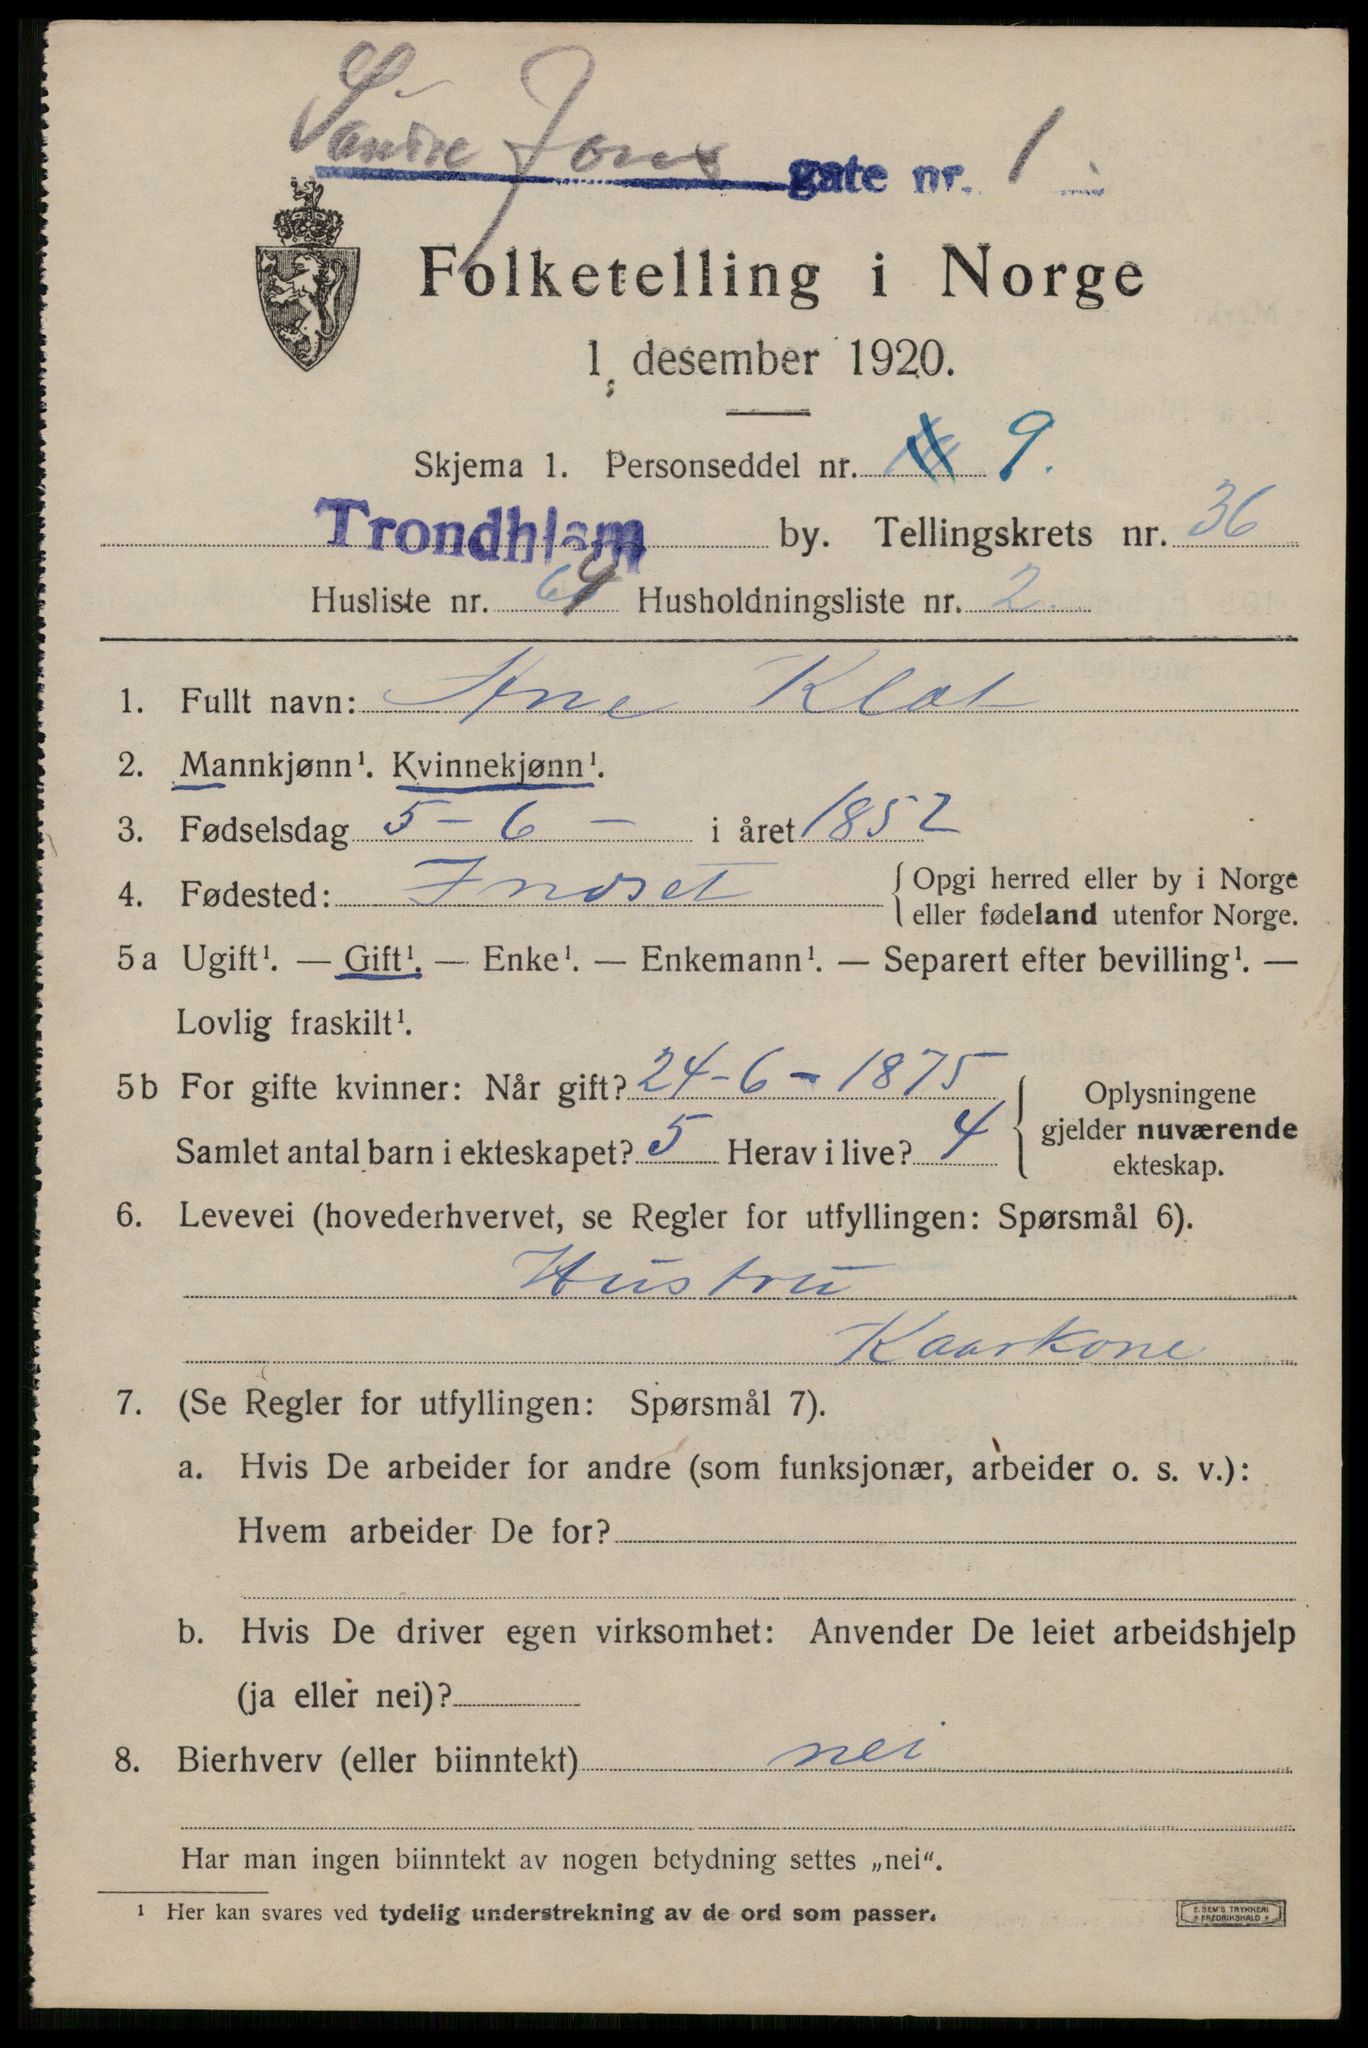 Søndre Jons gate nr. 1
Folketelling i Norge
1. desember 1920.
Skjema 1. Personseddel nr. 9.
Trondhjem by. Tellingskrets nr. 36
Husliste nr. 64 Husholdningsliste nr. 2.
1. Fullt navn: Ane Klat
2. Mannkjønn¹. Kvinnekjønn¹.
3. Fødselsdag 5-6- i året 1852
4. Fødested: Indset { Opgi herred eller by i Norge
eller fødeland utenfor Norge.
5a Ugift¹. — Gift¹. — Enke¹. — Enkemann¹. — Separert efter bevilling¹. —
Lovlig fraskilt¹.
5b For gifte kvinner: Når gift? 24-6-1875
Samlet antal barn i ekteskapet? 5 Herav i live? 4
} Oplysningene
gjelder nuværende
ekteskap.
6. Levevei (hovederhvervet, se Regler for utfyllingen: Spørsmål 6).
Hustru
Kaarkone
7. (Se Regler for utfyllingen: Spørsmål 7).
a. Hvis De arbeider for andre (som funksjonær, arbeider o. s. v.):
Hvem arbeider De for?
b. Hvis De driver egen virksomhet: Anvender De leiet arbeidshjelp
(ja eller nei)?
8. Bierhverv (eller biinntekt) nei
Har man ingen biinntekt av nogen betydning settes „nei“.
¹ Her kan svares ved tydelig understrekning av de ord som passer.
E. SEM'S TRYKKERI
FREDRIKSHALD